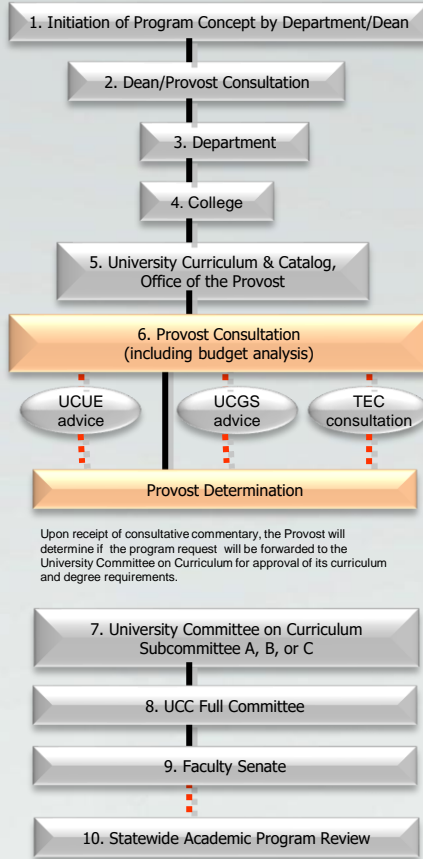 1. Initiation of Program Concept by Department/Dean
2. Dean/Provost Consultation
3. Department
4. College
5. University Curriculum & Catalog,
Office of the Provost
6. Provost Consultation
(including budget analysis)
UCUE
advice
UCGS
advice
TEC
consultation
Provost Determination
Upon receipt of consultative commentary, the Provost will
determine if the program request will be forwarded to the
University Committee on Curriculum for approval of its curriculum
and degree requirements.
7. University Committee on Curriculum
Subcommittee A, B, or C
8. UCC Full Committee
9. Faculty Senate
10. Statewide Academic Program Review